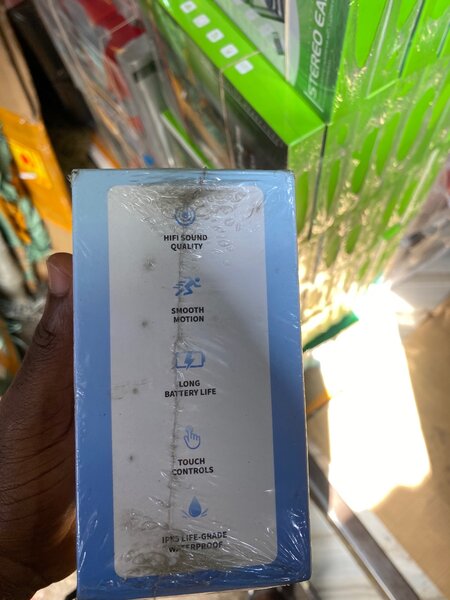 STEREO EA
HIFI SOUND
QUALITY
SMOOTH
MOTION
LONG
BATTERY LIFE
TOUCH
CONTROLS
IPX5 LIFE-GRADE
WATERPROOF